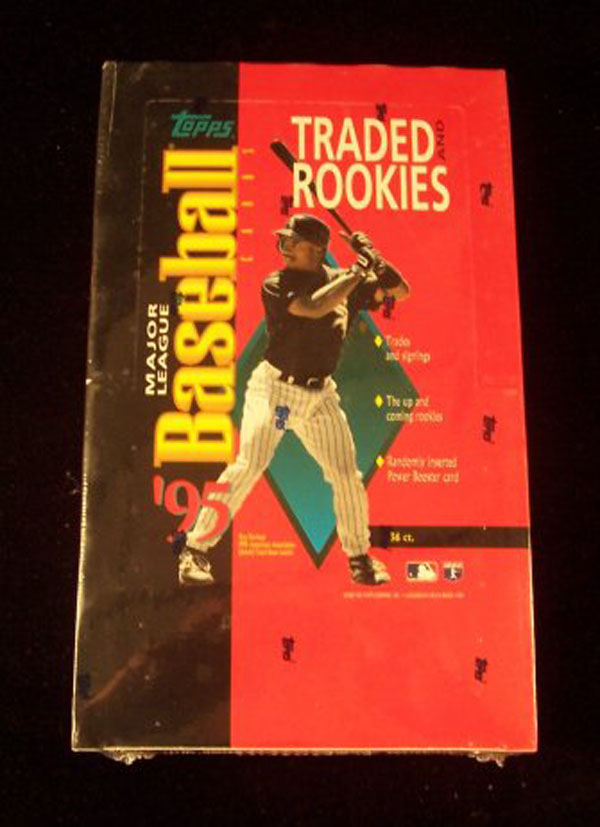 Topps
MAJOR
LEAGUE
Baseball
CARDS
'95
TRADED
AND
ROOKIES
Trades
and signings
The up and
coming rookies
Randomly inserted
Power Booster card
36 ct.